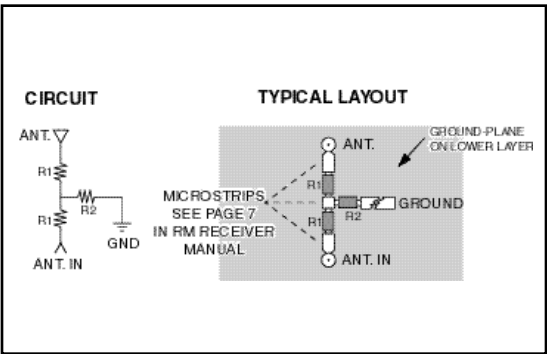 CIRCUIT
ANT.
R1
R2
R1
GND
ANT. IN
TYPICAL LAYOUT
ANT.
GROUND-PLANE
ON LOWER LAYER
R1
MICROSTRIPS
SEE PAGE 7
IN RM RECEIVER
MANUAL
R2
GROUND
R1
ANT. IN